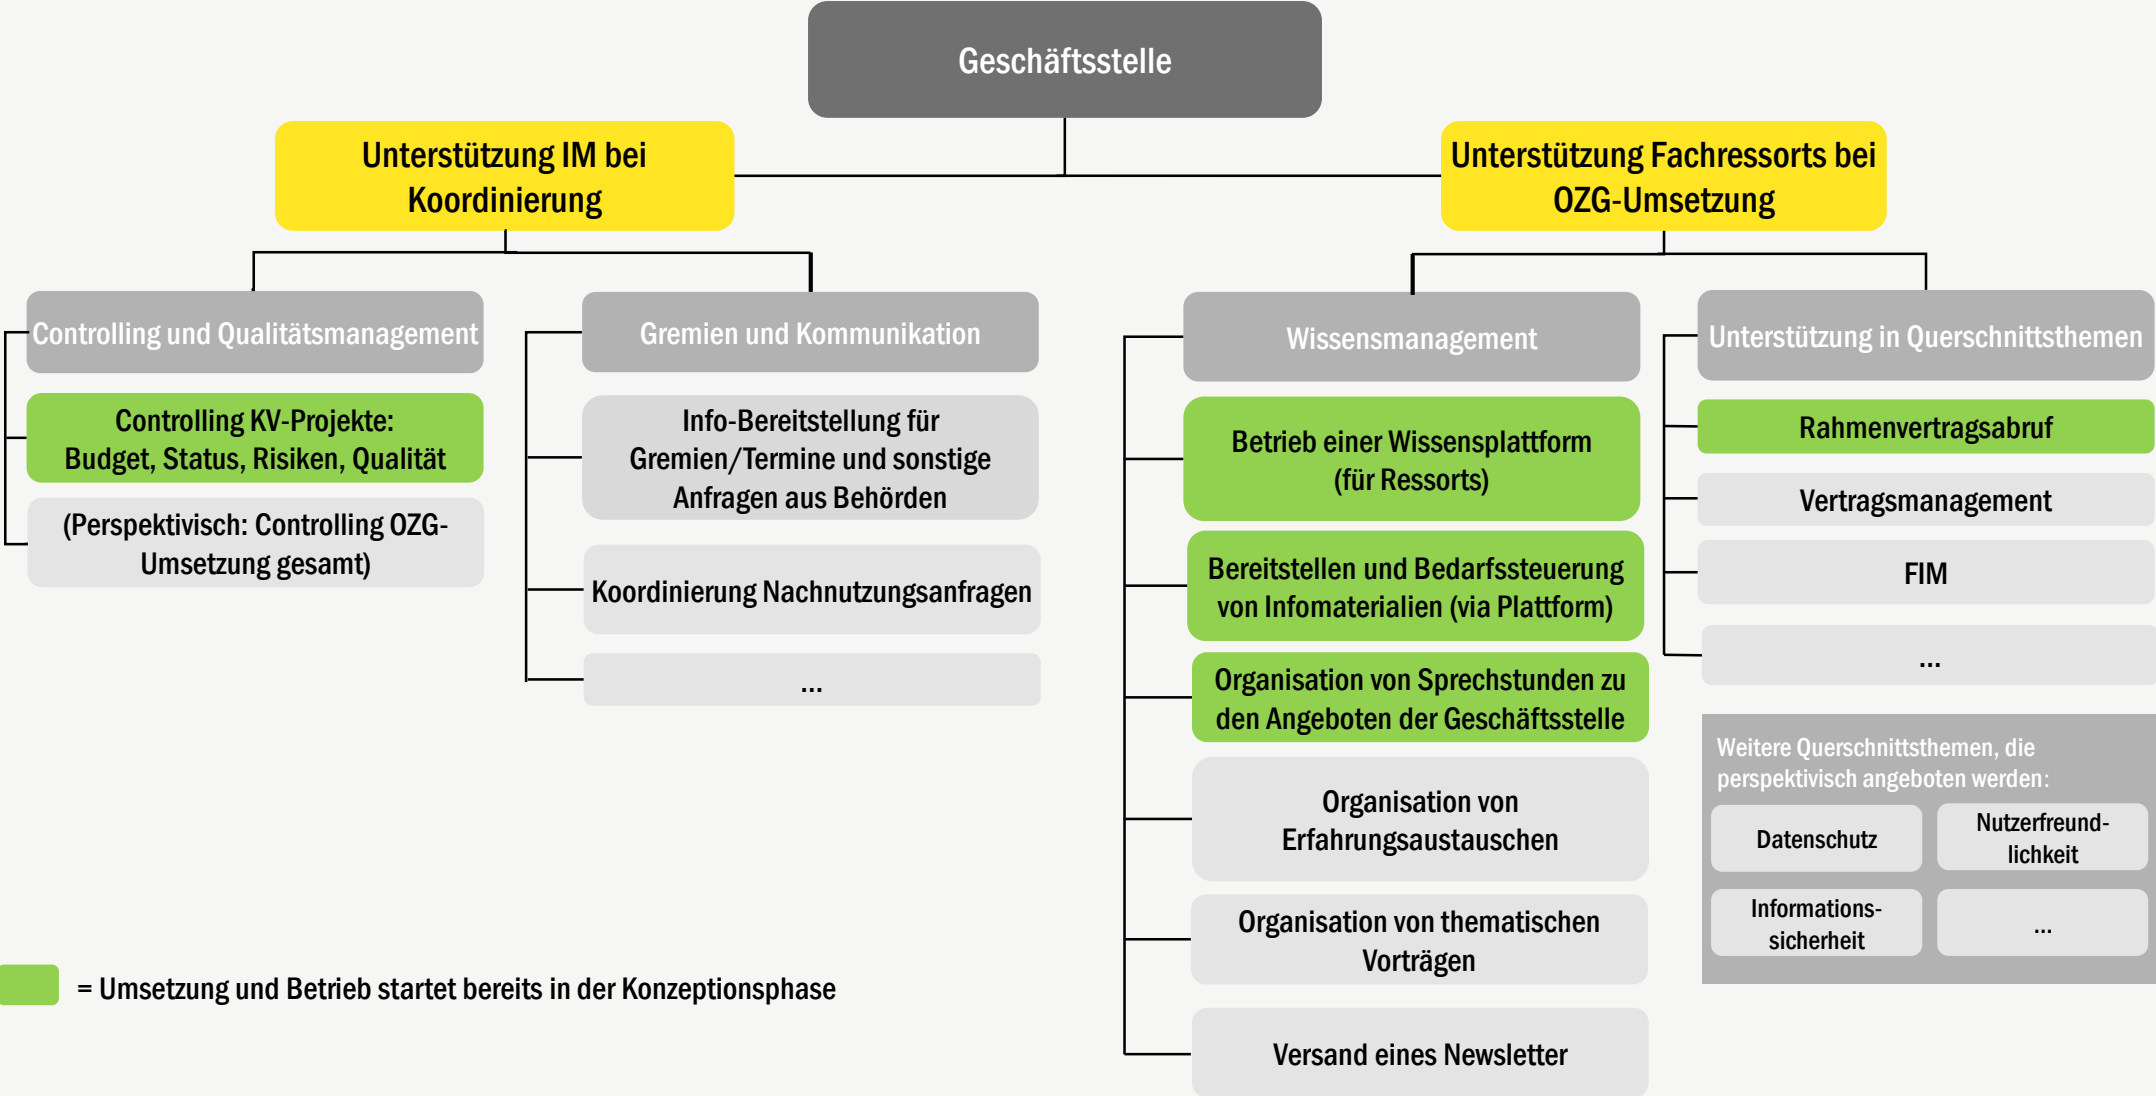 Geschäftsstelle
Unterstützung IM bei
Koordinierung
Unterstützung Fachressorts bei
OZG-Umsetzung
Controlling und Qualitätsmanagement
Controlling KV-Projekte:
Budget, Status, Risiken, Qualität
(Perspektivisch: Controlling OZG-
Umsetzung gesamt)
Gremien und Kommunikation
Info-Bereitstellung für
Gremien/Termine und sonstige
Anfragen aus Behörden
Koordinierung Nachnutzungsanfragen
...
Wissensmanagement
Betrieb einer Wissensplattform
(für Ressorts)
Bereitstellen und Bedarfssteuerung
von Infomaterialien (via Plattform)
Organisation von Sprechstunden zu
den Angeboten der Geschäftsstelle
Organisation von
Erfahrungsaustauschen
Organisation von thematischen
Vorträgen
Versand eines Newsletter
Unterstützung in Querschnittsthemen
Rahmenvertragsabruf
Vertragsmanagement
FIM
...
Weitere Querschnittsthemen, die
perspektivisch angeboten werden:
Datenschutz
Nutzerfreund-
lichkeit
Informations-
sicherheit
...
= Umsetzung und Betrieb startet bereits in der Konzeptionsphase